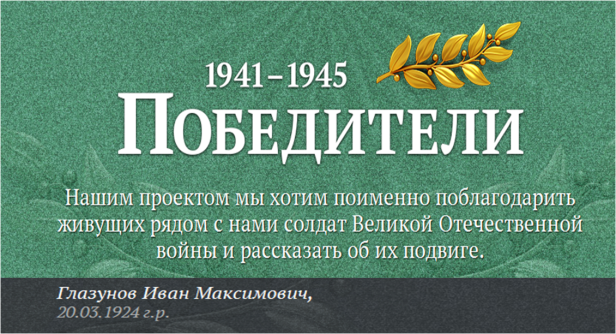 1941–1945
Победители
Нашим проектом мы хотим поименно поблагодарить
живущих рядом с нами солдат Великой Отечественной
войны и рассказать об их подвиге.
Глазунов Иван Максимович,
20.03.1924 г.р.